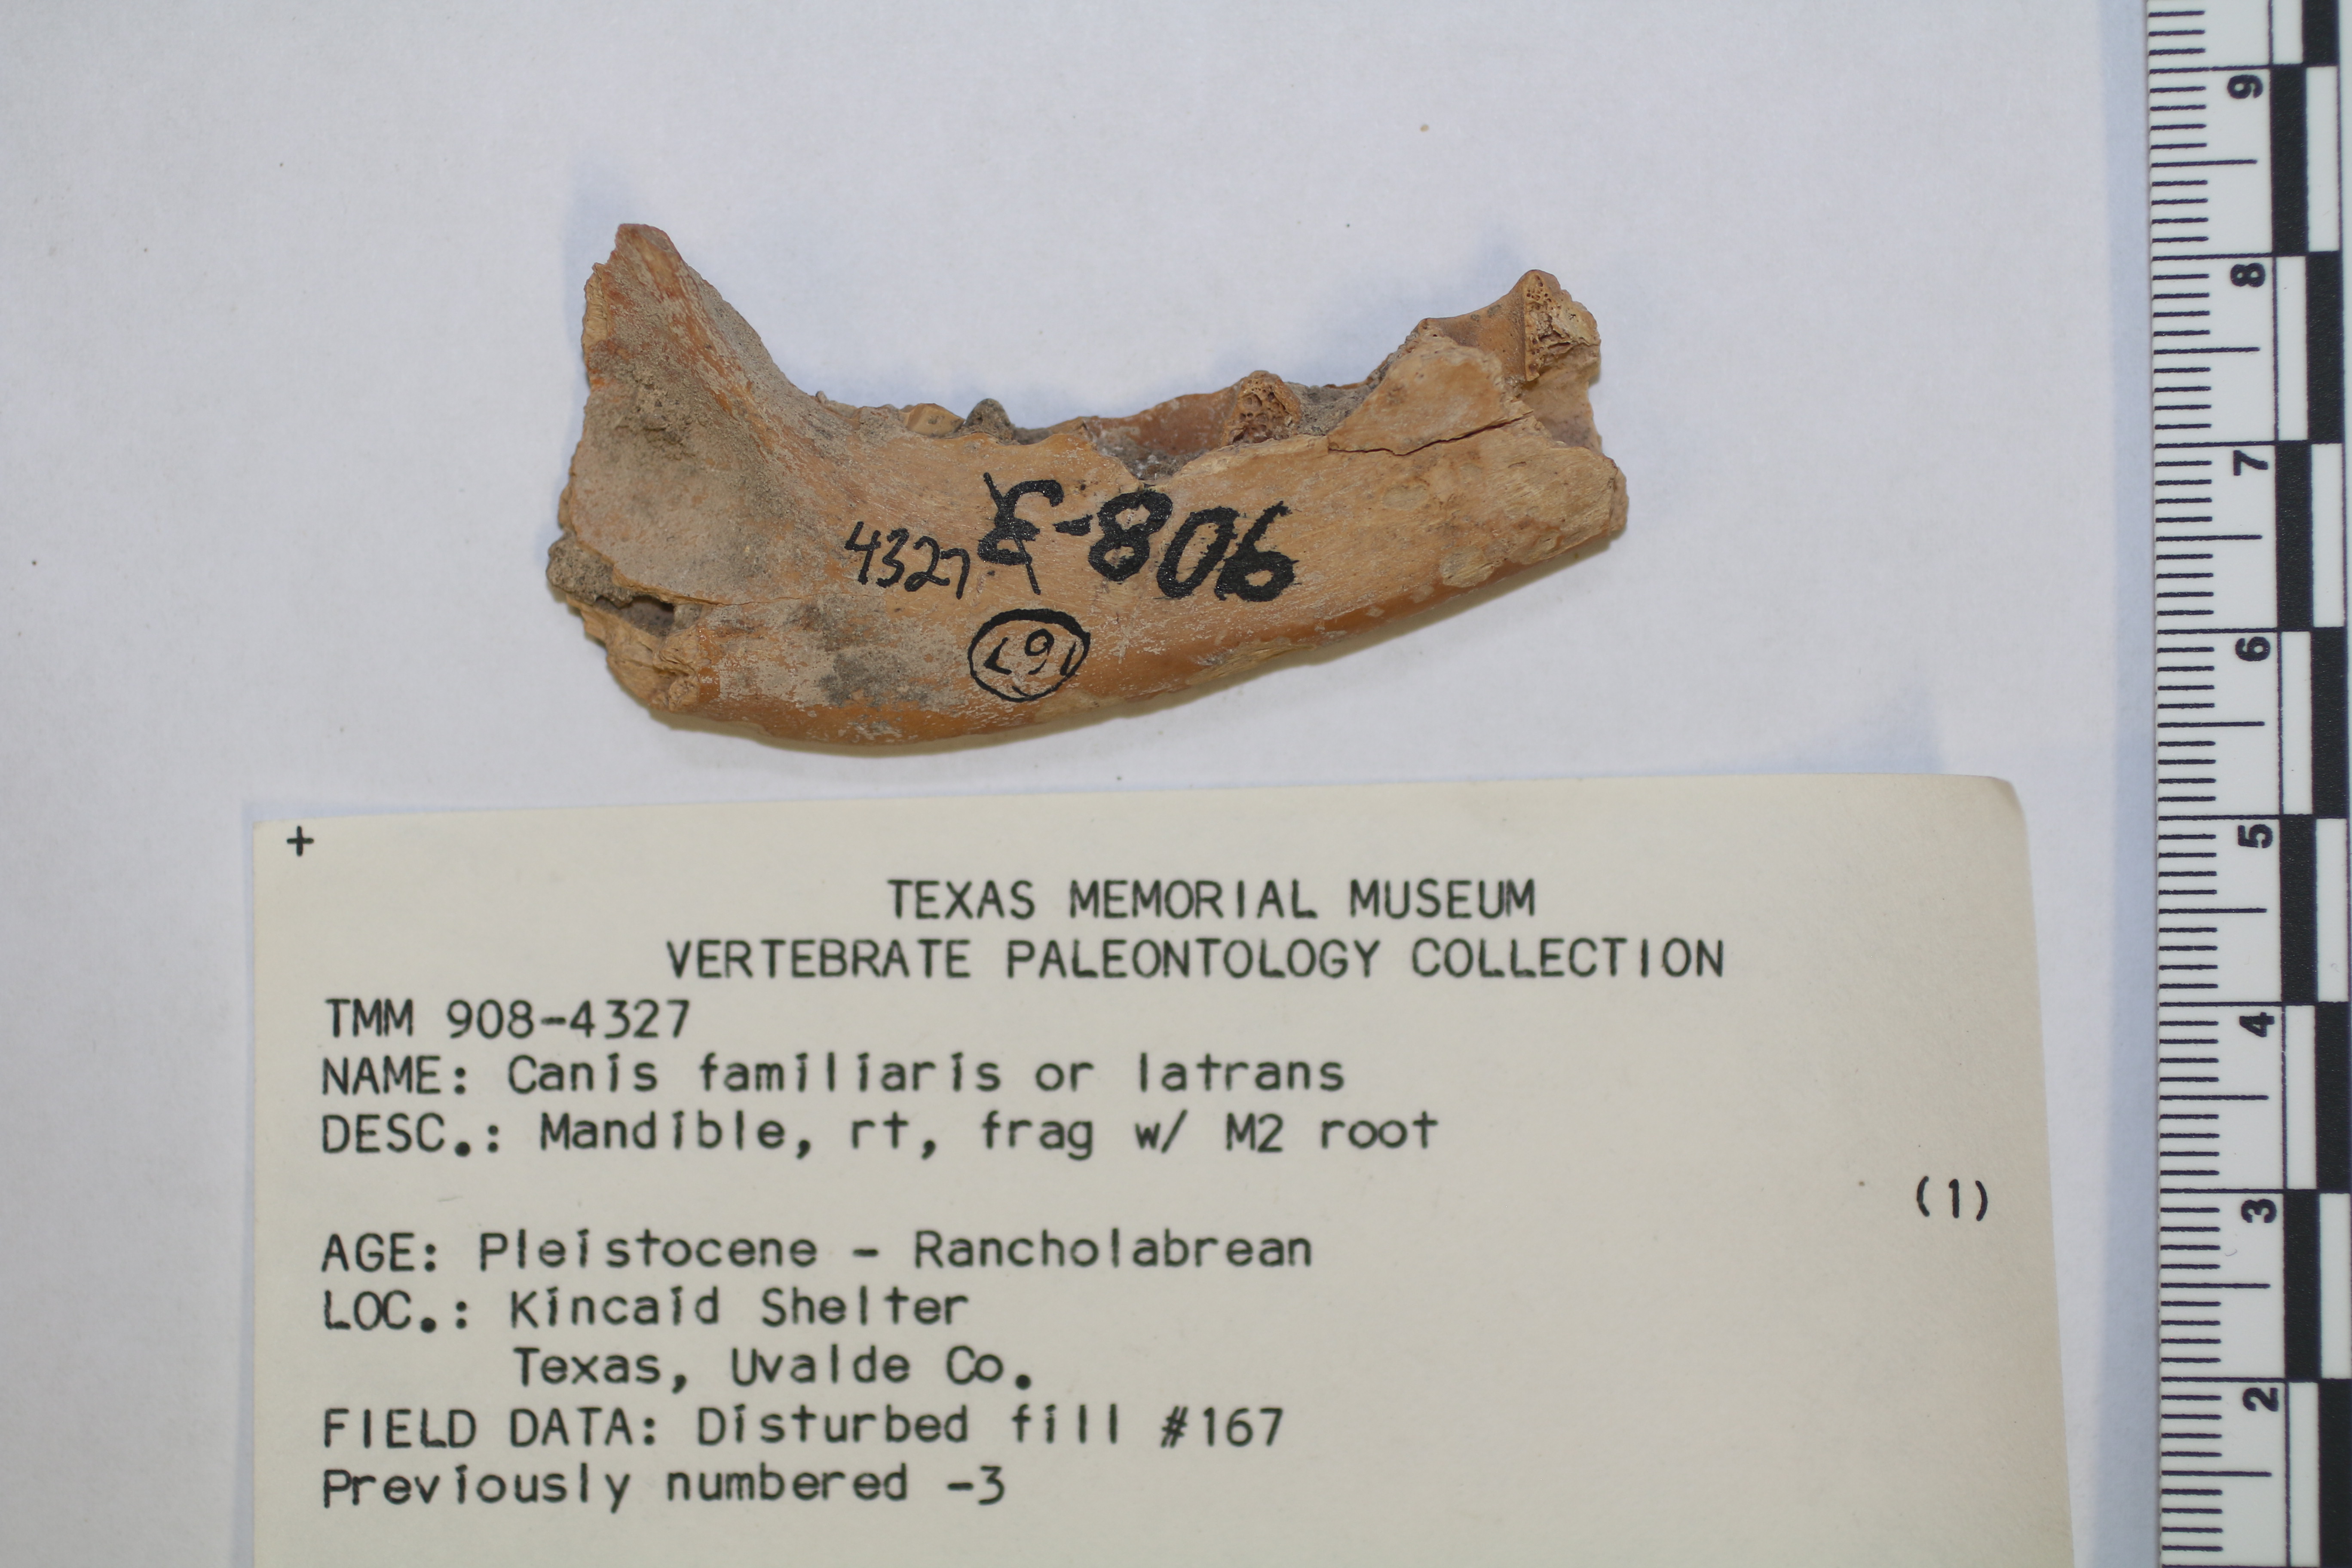 908-3
4327
167
+
TEXAS MEMORIAL MUSEUM
VERTEBRATE PALEONTOLOGY COLLECTION
TMM 908-4327
NAME: Canis familiaris or latrans
DESC.: Mandible, rt, frag w/ M2 root
(1)
AGE: Pleistocene - Rancholabrean
LOC.: Kincaid Shelter
Texas, Uvalde Co.
FIELD DATA: Disturbed fill #167
Previously numbered -3
9
8
7
6
5
4
3
2